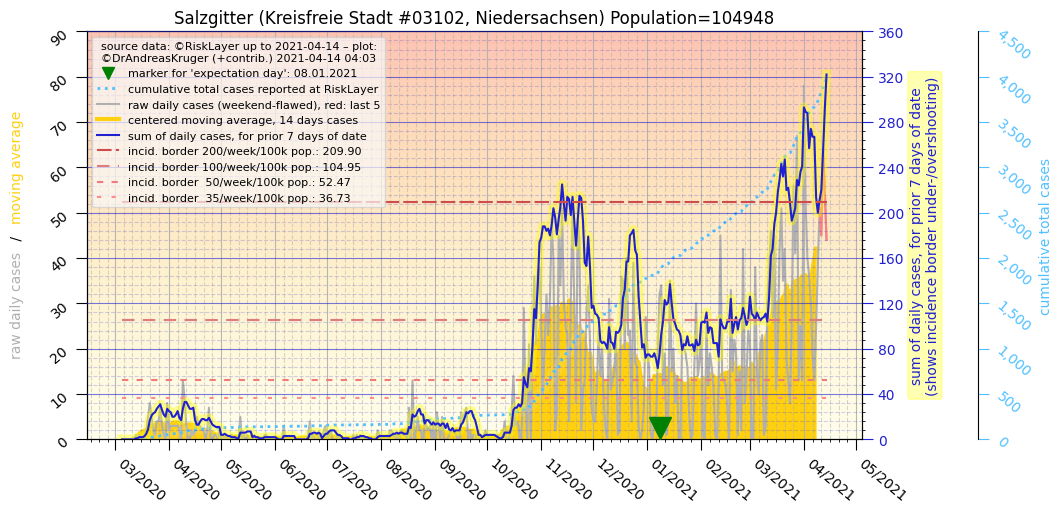 Salzgitter (Kreisfreie Stadt #03102, Niedersachsen) Population=104948
source data: ©RiskLayer up to 2021-04-14 – plot:
©DrAndreasKruger (+contrib.) 2021-04-14 04:03
marker for 'expectation day': 08.01.2021
cumulative total cases reported at RiskLayer
raw daily cases (weekend-flawed), red: last 5
centered moving average, 14 days cases
sum of daily cases, for prior 7 days of date
incid. border 200/week/100k pop.: 209.90
incid. border 100/week/100k pop.: 104.95
incid. border  50/week/100k pop.: 52.47
incid. border  35/week/100k pop.: 36.73
raw daily cases  /  moving average
90
80
70
60
50
40
30
20
10
0
03/2020
04/2020
05/2020
06/2020
07/2020
08/2020
09/2020
10/2020
11/2020
12/2020
01/2021
02/2021
03/2021
04/2021
05/2021
360
320
280
240
200
160
120
80
40
0
sum of daily cases, for prior 7 days of date
(shows incidence border under-/overshooting)
4,500
4,000
3,500
3,000
2,500
2,000
1,500
1,000
500
0
cumulative total cases